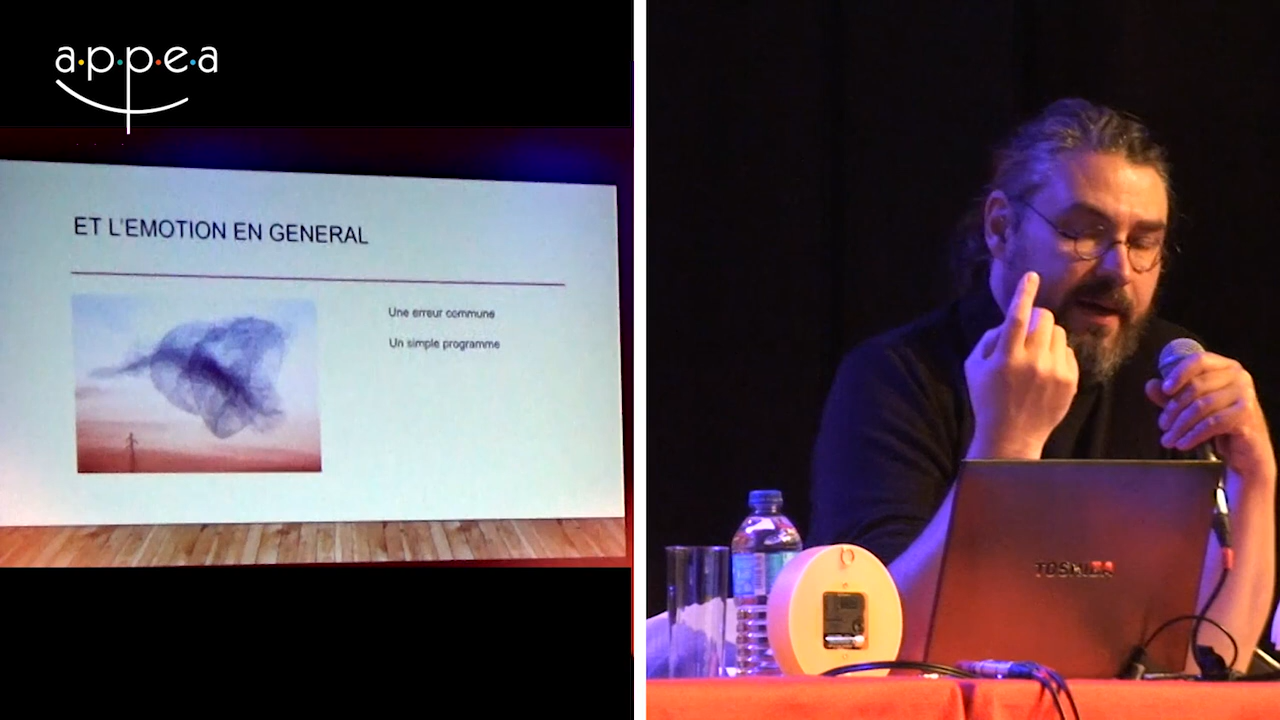 a·p·p·e·a
ET L'EMOTION EN GENERAL
Une erreur commune
Un simple programme
TOSHIBA